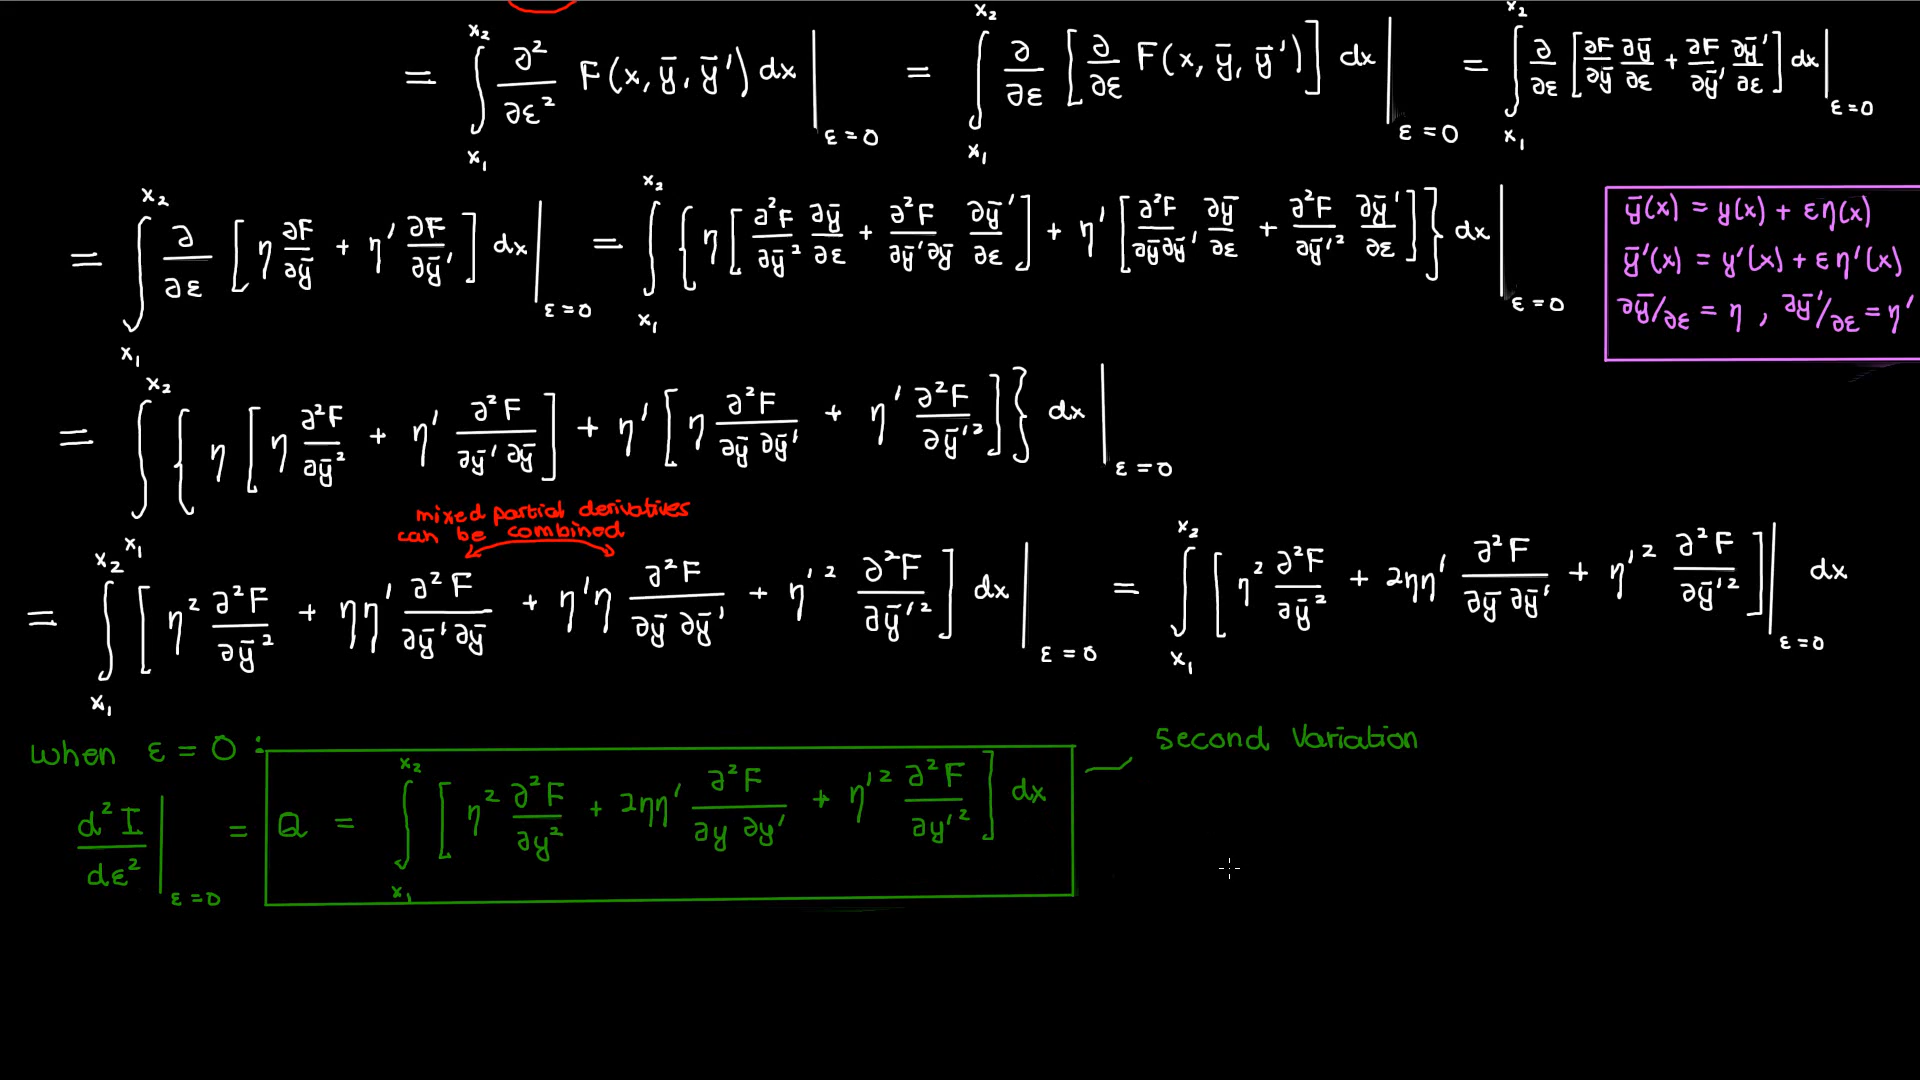 = ∫_{x₁}^{x₂} ∂²/∂ε² F(x, ȳ, ȳ') dx |_{ε=0} = ∫_{x₁}^{x₂} ∂/∂ε [∂/∂ε F(x, ȳ, ȳ')] dx |_{ε=0} = ∫_{x₁}^{x₂} ∂/∂ε [∂F/∂ȳ ∂ȳ/∂ε + ∂F/∂ȳ' ∂ȳ'/∂ε] dx |_{ε=0}
= ∫_{x₁}^{x₂} ∂/∂ε [η ∂F/∂ȳ + η' ∂F/∂ȳ'] dx |_{ε=0} = ∫_{x₁}^{x₂} {η[∂²F/∂ȳ² ∂ȳ/∂ε + ∂²F/∂ȳ'∂ȳ ∂ȳ'/∂ε] + η'[∂²F/∂ȳ∂ȳ' ∂ȳ/∂ε + ∂²F/∂ȳ'² ∂ȳ'/∂ε]} dx |_{ε=0}
ȳ(x) = y(x) + εη(x)
ȳ'(x) = y'(x) + εη'(x)
∂ȳ/∂ε = η , ∂ȳ'/∂ε = η'
= ∫_{x₁}^{x₂} {η [η ∂²F/∂ȳ² + η' ∂²F/∂ȳ'∂ȳ] + η' [η ∂²F/∂ȳ∂ȳ' + η' ∂²F/∂ȳ'²]} dx |_{ε=0}
mixed partial derivatives
can be combined
= ∫_{x₁}^{x₂} [η² ∂²F/∂ȳ² + ηη' ∂²F/∂ȳ'∂ȳ + η'η ∂²F/∂ȳ∂ȳ' + η'² ∂²F/∂ȳ'²] dx |_{ε=0} = ∫_{x₁}^{x₂} [η² ∂²F/∂ȳ² + 2ηη' ∂²F/∂ȳ∂ȳ' + η'² ∂²F/∂ȳ'²] |_{ε=0} dx
when ε = 0 :
Second Variation
d²I/dε² |_{ε=0} = Q = ∫_{x₁}^{x₂} [η² ∂²F/∂y² + 2ηη' ∂²F/∂y∂y' + η'² ∂²F/∂y'²] dx